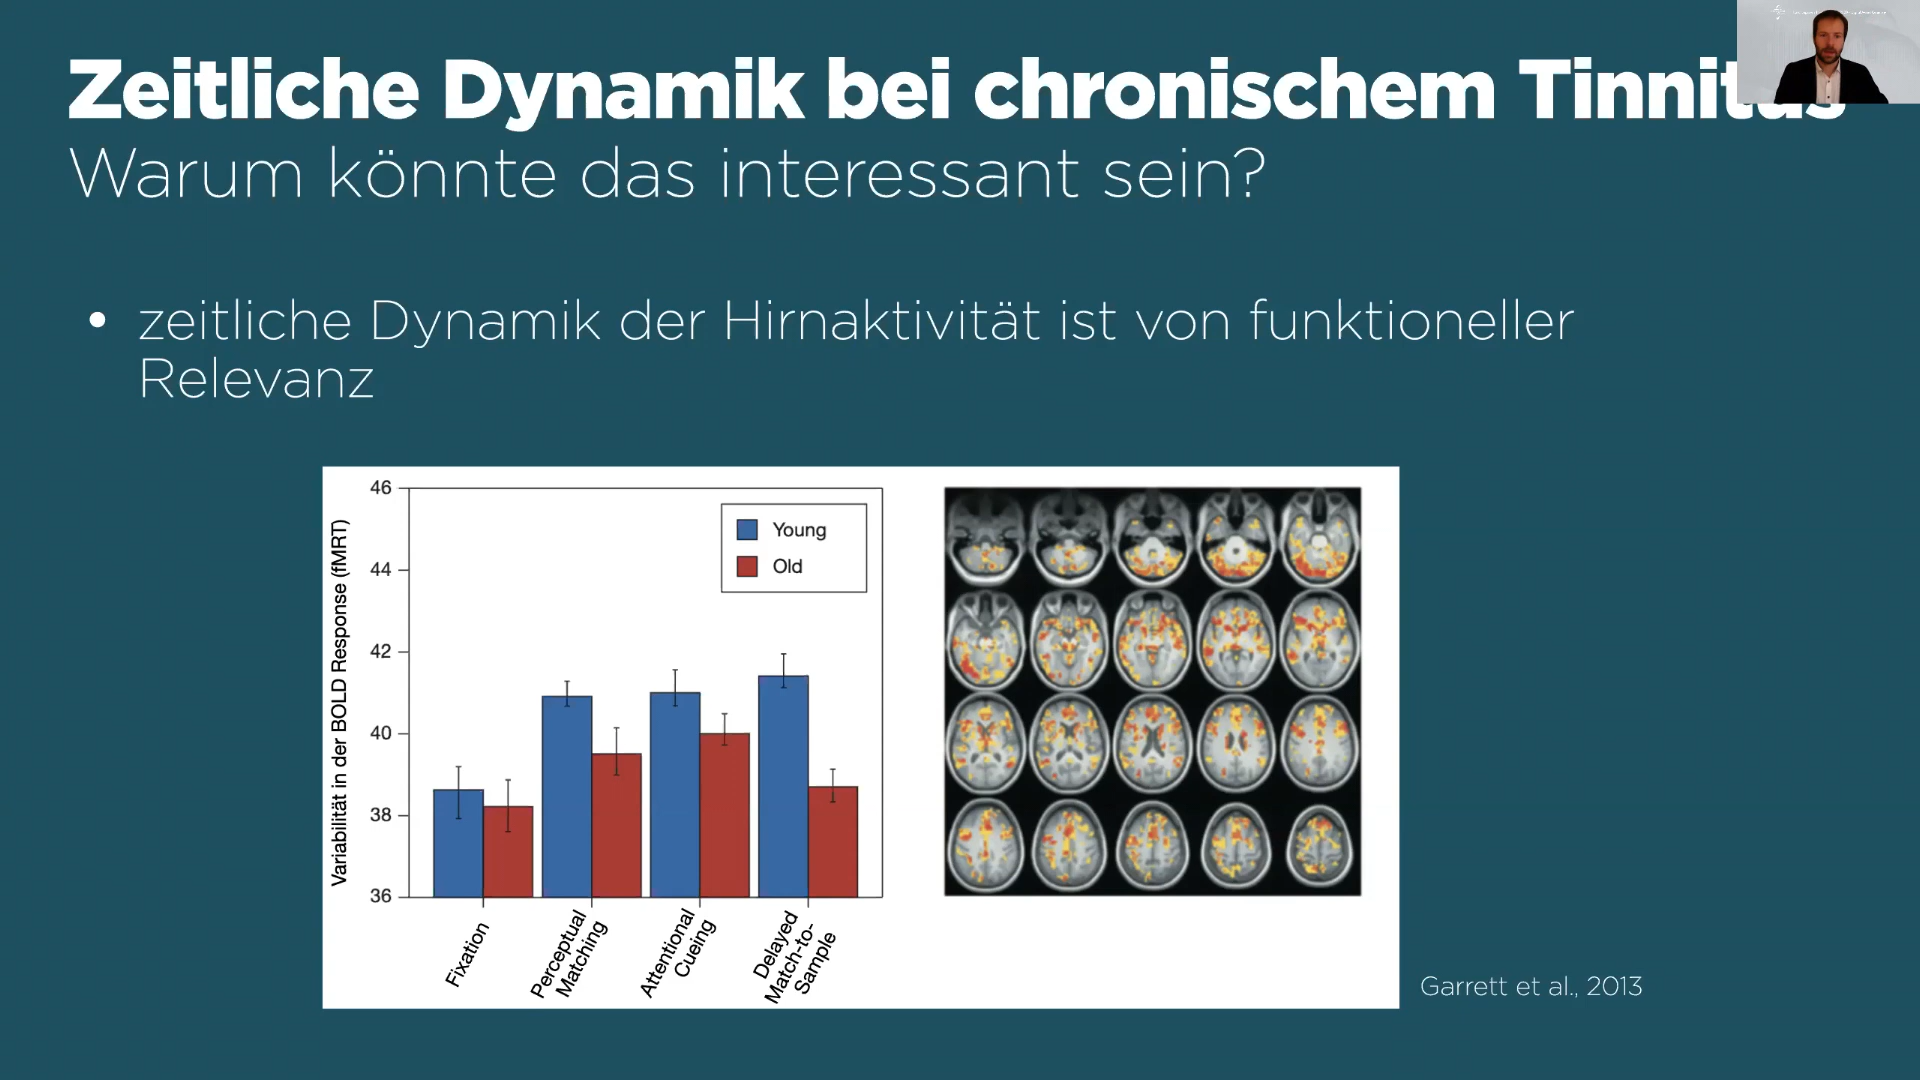 Zeitliche Dynamik bei chronischem Tinnitus
Warum könnte das interessant sein?
• zeitliche Dynamik der Hirnaktivität ist von funktioneller
Relevanz
Variabilität in der BOLD Response (fMRT)
46
44
42
40
38
36
Young
Old
Fixation
Perceptual
Matching
Attentional
Cueing
Delayed
Match-to-
Sample
Garrett et al., 2013